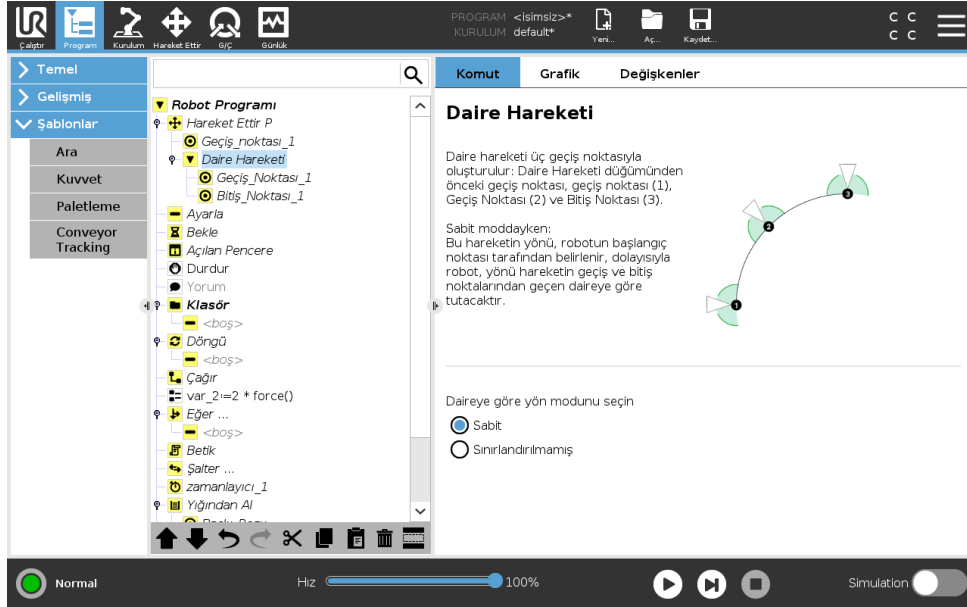 UR
Çalıştır
Program
Kurulum
Hareket Ettir
G/Ç
Günlük
PROGRAM <isimsiz>*
KURULUM default*
Yeni...
Aç...
Kaydet...
C C
C C
Temel
Gelişmiş
Şablonlar
Ara
Kuvvet
Paletleme
Conveyor
Tracking
Robot Programı
Hareket Ettir P
Geçiş_noktası_1
Daire Hareketi
Geçiş_Noktası_1
Bitiş_Noktası_1
Ayarla
Bekle
Açılan Pencere
Durdur
Yorum
Klasör
<boş>
Döngü
<boş>
Çağır
var_2:=2 * force()
Eğer ...
<boş>
Betik
Şalter ...
zamanlayıcı_1
Yığından Al
Komut
Grafik
Değişkenler
Daire Hareketi
Daire hareketi üç geçiş noktasıyla
oluşturulur: Daire Hareketi düğümünden
önceki geçiş noktası, geçiş noktası (1),
Geçiş Noktası (2) ve Bitiş Noktası (3).
Sabit moddayken:
Bu hareketin yönü, robotun başlangıç
noktası tarafından belirlenir, dolayısıyla
robot, yönü hareketin geçiş ve bitiş
noktalarından geçen daireye göre
tutacaktır.
3
2
1
Daireye göre yön modunu seçin
Sabit
Sınırlandırılmamış
Normal
Hız
100%
Simulation